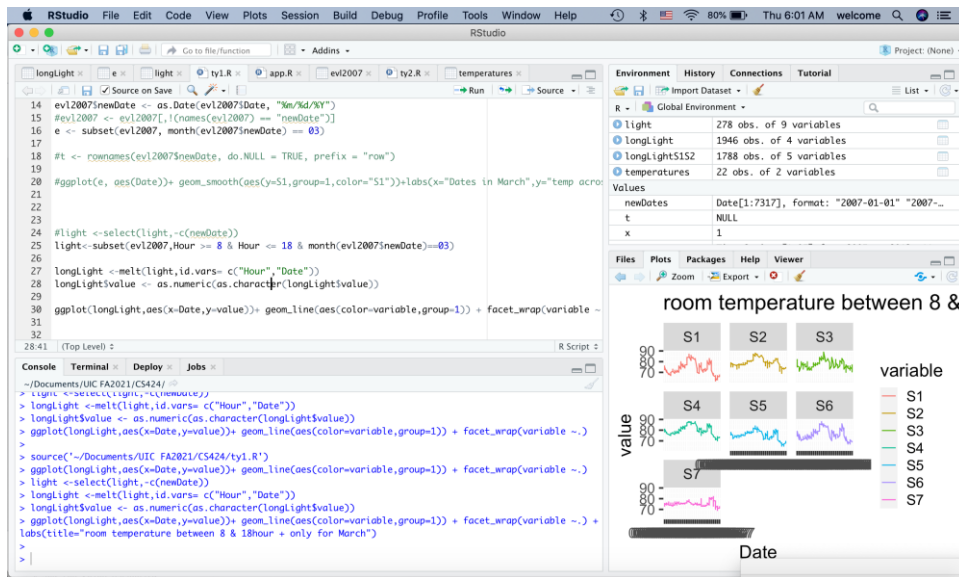 RStudio File Edit Code View Plots Session Build Debug Profile Tools Window Help 80% Thu 6:01 AM welcome
RStudio
Go to file/function Addins Project: (None)
longLight e light ty1.R app.R evl2007 ty2.R temperatures
Source on Save Run Source
14 evl2007$newDate <- as.Date(evl2007$Date, "%m/%d/%Y")
15 #evl2007 <- evl2007[,!(names(evl2007) == "newDate")]
16 e <- subset(evl2007, month(evl2007$newDate) == 03)
17
18 #t <- rownames(evl2007$newDate, do.NULL = TRUE, prefix = "row")
19
20 #ggplot(e, aes(Date))+ geom_smooth(aes(y=S1,group=1,color="S1"))+labs(x="Dates in March",y="temp acros
21
22
23
24 #light <-select(light,-c(newDate))
25 light<-subset(evl2007,Hour >= 8 & Hour <= 18 & month(evl2007$newDate)==03)
26
27 longLight <-melt(light,id.vars= c("Hour","Date"))
28 longLight$value <- as.numeric(as.character(longLight$value))
29
30 ggplot(longLight,aes(x=Date,y=value))+ geom_line(aes(color=variable,group=1)) + facet_wrap(variable ~
31
32
28:41 (Top Level) R Script
Console Terminal Deploy Jobs
~/Documents/UIC FA2021/CS424/
> light <-select(light,-c(newDate))
> longLight <-melt(light,id.vars= c("Hour","Date"))
> longLight$value <- as.numeric(as.character(longLight$value))
> ggplot(longLight,aes(x=Date,y=value))+ geom_line(aes(color=variable,group=1)) + facet_wrap(variable ~.)
>
> source('~/Documents/UIC FA2021/CS424/ty1.R')
> ggplot(longLight,aes(x=Date,y=value))+ geom_line(aes(color=variable,group=1)) + facet_wrap(variable ~.)
> light <-select(light,-c(newDate))
> longLight <-melt(light,id.vars= c("Hour","Date"))
> longLight$value <- as.numeric(as.character(longLight$value))
> ggplot(longLight,aes(x=Date,y=value))+ geom_line(aes(color=variable,group=1)) + facet_wrap(variable ~.) +
labs(title="room temperature between 8 & 18hour + only for March")
>
>
Environment History Connections Tutorial
Import Dataset List
R Global Environment
light 278 obs. of 9 variables
longLight 1946 obs. of 4 variables
longLightS1S2 1788 obs. of 5 variables
temperatures 22 obs. of 2 variables
Values
newDates Date[1:7317], format: "2007-01-01" "2007-…
t NULL
x 1
Files Plots Packages Help Viewer
Zoom Export
room temperature between 8 &
S1 S2 S3
90
80
70
S4 S5 S6
90
80
70
S7
90
80
70
value
Date
variable
S1
S2
S3
S4
S5
S6
S7